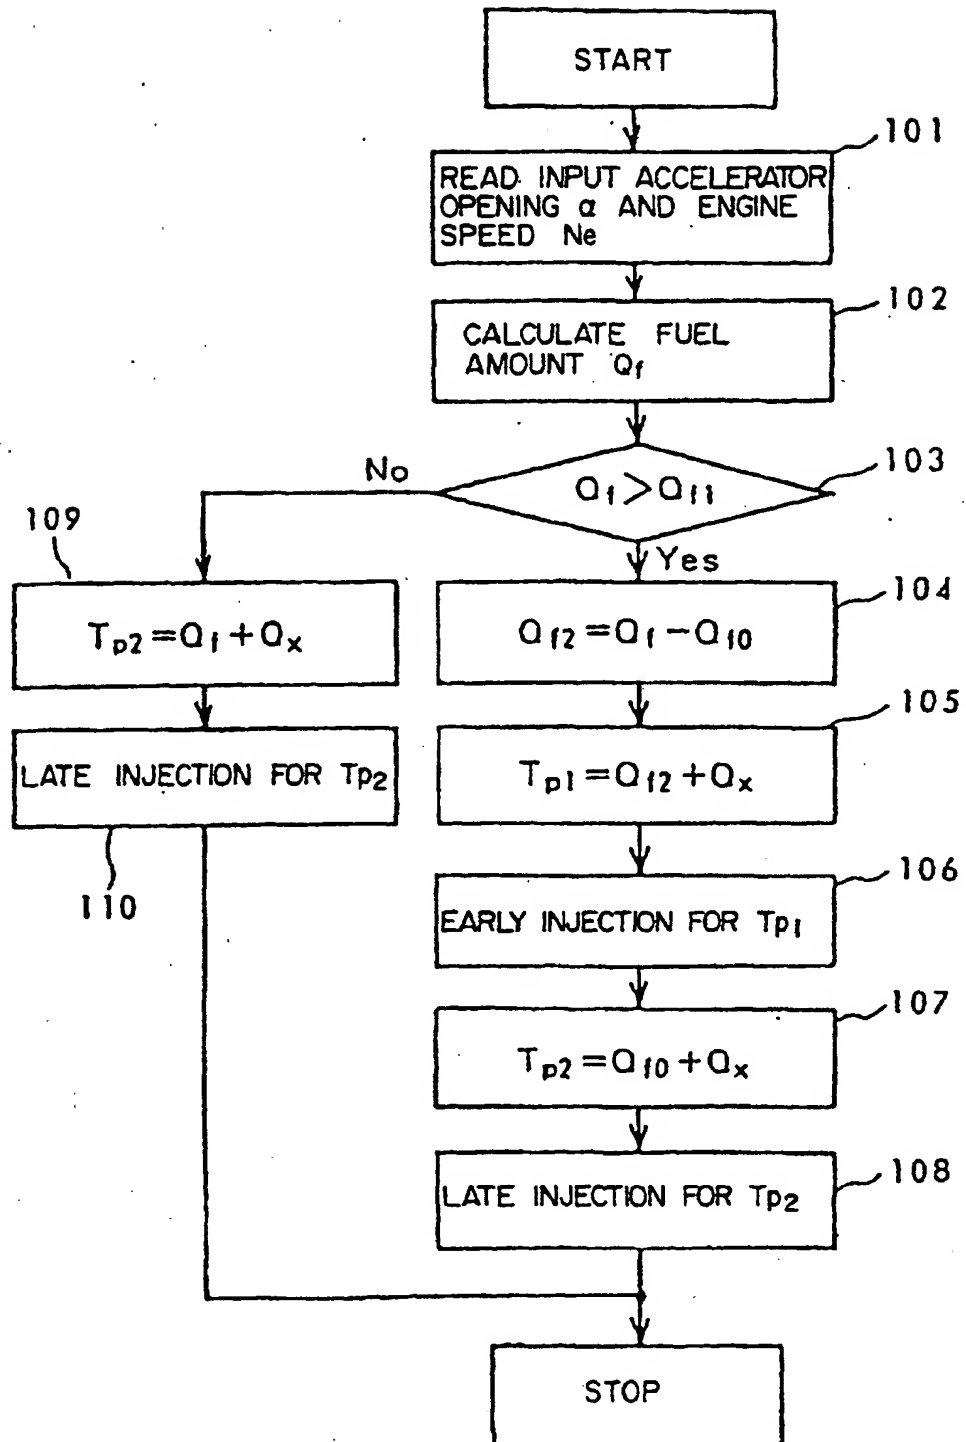 START
101
READ INPUT ACCELERATOR
OPENING α AND ENGINE
SPEED Ne
102
CALCULATE FUEL
AMOUNT Qf
103
No
Qf > Qf1
Yes
109
104
Tp2 = Qf + Qx
Qf2 = Qf − Qf0
105
LATE INJECTION FOR Tp2
Tp1 = Qf2 + Qx
110
106
EARLY INJECTION FOR Tp1
107
Tp2 = Qf0 + Qx
108
LATE INJECTION FOR Tp2
STOP